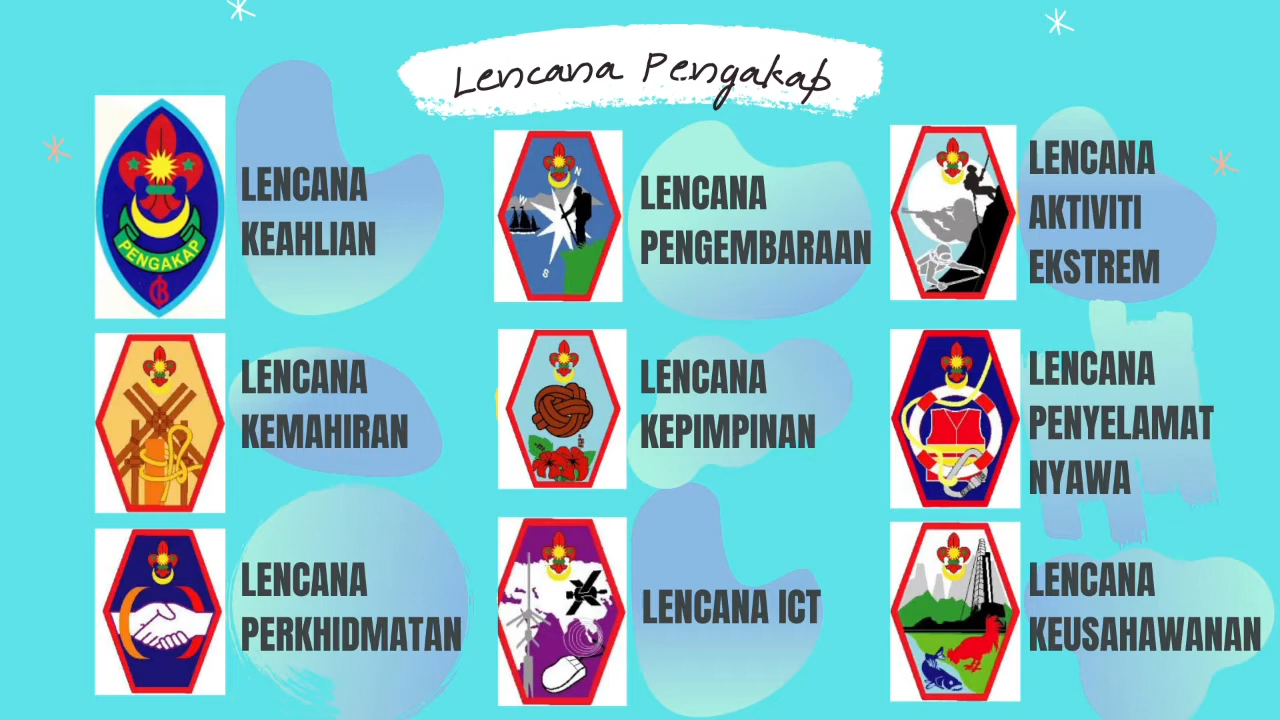 Lencana Pengakap
PENGAKAP
LENCANA
KEAHLIAN
N
W
S
LENCANA
PENGEMBARAAN
LENCANA
AKTIVITI
EKSTREM
LENCANA
KEMAHIRAN
LENCANA
KEPIMPINAN
LENCANA
PENYELAMAT
NYAWA
LENCANA
PERKHIDMATAN
LENCANA ICT
LENCANA
KEUSAHAWANAN